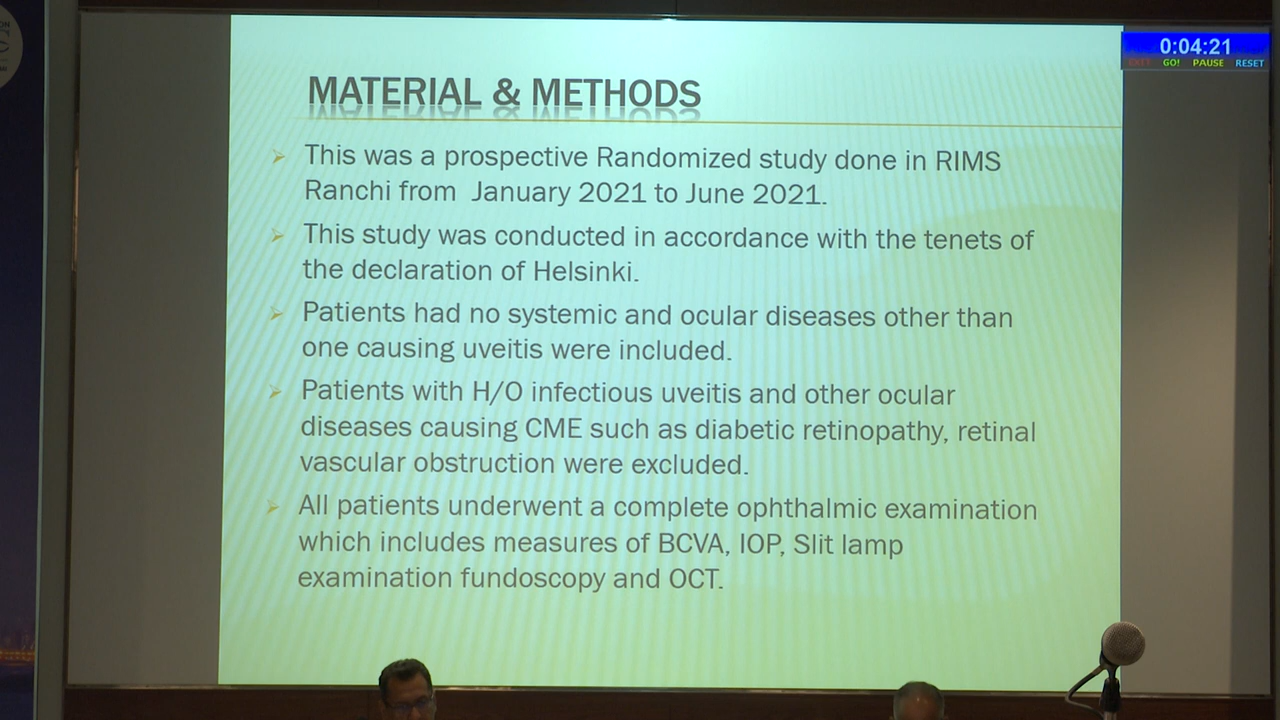 0:04:21
EXIT GO! PAUSE RESET
MATERIAL & METHODS
This was a prospective Randomized study done in RIMS
Ranchi from January 2021 to June 2021.
This study was conducted in accordance with the tenets of
the declaration of Helsinki.
Patients had no systemic and ocular diseases other than
one causing uveitis were included.
Patients with H/O infectious uveitis and other ocular
diseases causing CME such as diabetic retinopathy, retinal
vascular obstruction were excluded.
All patients underwent a complete ophthalmic examination
which includes measures of BCVA, IOP, Slit lamp
examination fundoscopy and OCT.